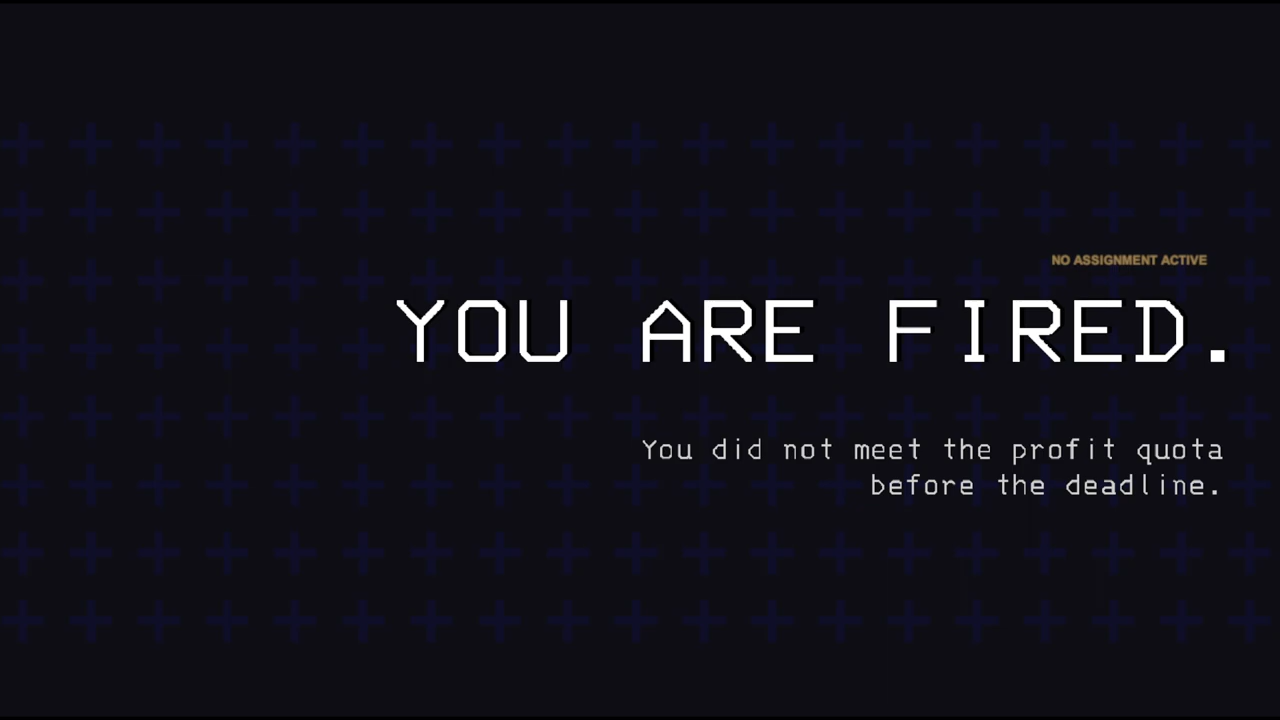 NO ASSIGNMENT ACTIVE
YOU ARE FIRED.
You did not meet the profit quota
before the deadline.